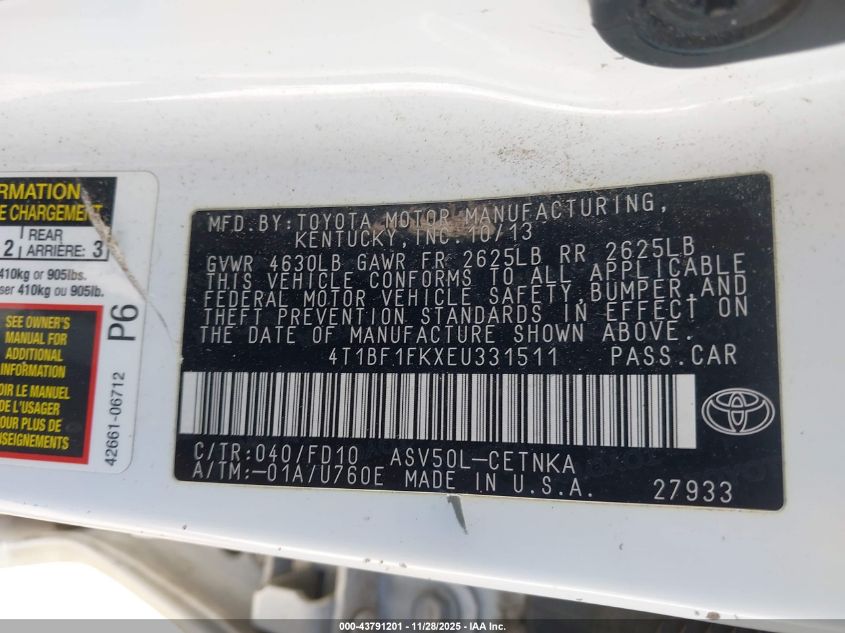 RMATION
E CHARGEMENT
2 REAR ARRIÈRE: 3
410kg or 905lbs.
ser 410kg ou 905lb.
SEE OWNER'S
MANUAL FOR
ADDITIONAL
INFORMATION
OIR LE MANUEL
DE L'USAGER
POUR PLUS DE
SEIGNEMENTS
P6
42661-06712
MFD.BY:TOYOTA MOTOR MANUFACTURING,
KENTUCKY, INC. 10/13
GVWR 4630LB GAWR FR 2625LB RR 2625LB
THIS VEHICLE CONFORMS TO ALL APPLICABLE
FEDERAL MOTOR VEHICLE SAFETY, BUMPER, AND
THEFT PREVENTION STANDARDS IN EFFECT ON
THE DATE OF MANUFACTURE SHOWN ABOVE.
4T1BF1FKXEU331511 PASS.CAR
C/TR:040/FD10 ASV50L-CETNKA
A/TM:-01A/U760E MADE IN U.S.A. 27933
000-43791201 - 11/28/2025 - IAA Inc.